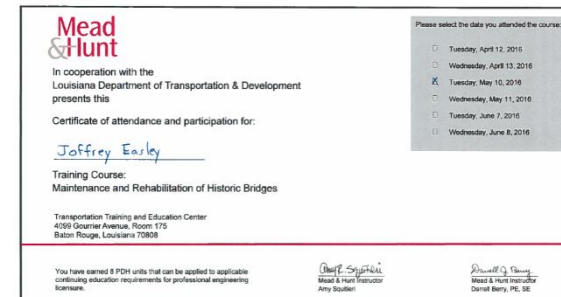 Mead
&Hunt
In cooperation with the
Louisiana Department of Transportation & Development
presents this
Certificate of attendance and participation for:
Joffrey Easley
Training Course:
Maintenance and Rehabilitation of Historic Bridges
Transportation Training and Education Center
4099 Gourrier Avenue, Room 175
Baton Rouge, Louisiana 70808
Please select the date you attended the course:
Tuesday, April 12, 2016
Wednesday, April 13, 2016
X Tuesday, May 10, 2016
Wednesday, May 11, 2016
Tuesday, June 7, 2016
Wednesday, June 8, 2016
You have earned 8 PDH units that can be applied to applicable
continuing education requirements for professional engineering
licensure.
Amy R. Squitieri
Mead & Hunt Instructor
Amy Squitieri
Darrell J. Berry
Mead & Hunt Instructor
Darrell Berry, PE, SE